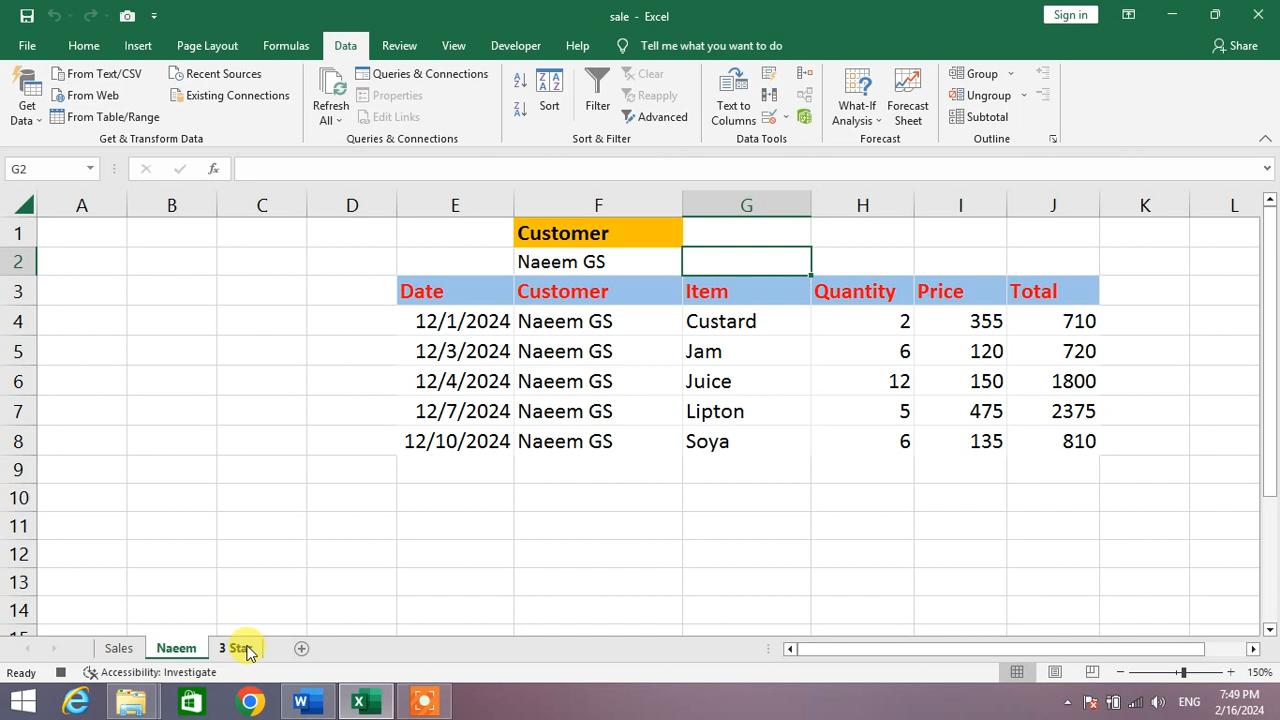 sale - Excel
Sign in
File Home Insert Page Layout Formulas Data Review View Developer Help Tell me what you want to do Share
Get Data
From Text/CSV
From Web
From Table/Range
Recent Sources
Existing Connections
Get & Transform Data
Refresh All
Queries & Connections
Properties
Edit Links
Queries & Connections
Sort
Filter
Clear
Reapply
Advanced
Sort & Filter
Text to Columns
Data Tools
What-If Analysis
Forecast Sheet
Forecast
Group
Ungroup
Subtotal
Outline
G2 fx
A B C D E F G H I J K L
1 Customer
2 Naeem GS
3 Date Customer Item Quantity Price Total
4 12/1/2024 Naeem GS Custard 2 355 710
5 12/3/2024 Naeem GS Jam 6 120 720
6 12/4/2024 Naeem GS Juice 12 150 1800
7 12/7/2024 Naeem GS Lipton 5 475 2375
8 12/10/2024 Naeem GS Soya 6 135 810
9
10
11
12
13
14
Sales Naeem 3
Ready Accessibility: Investigate 150%
ENG
7:49 PM
2/16/2024